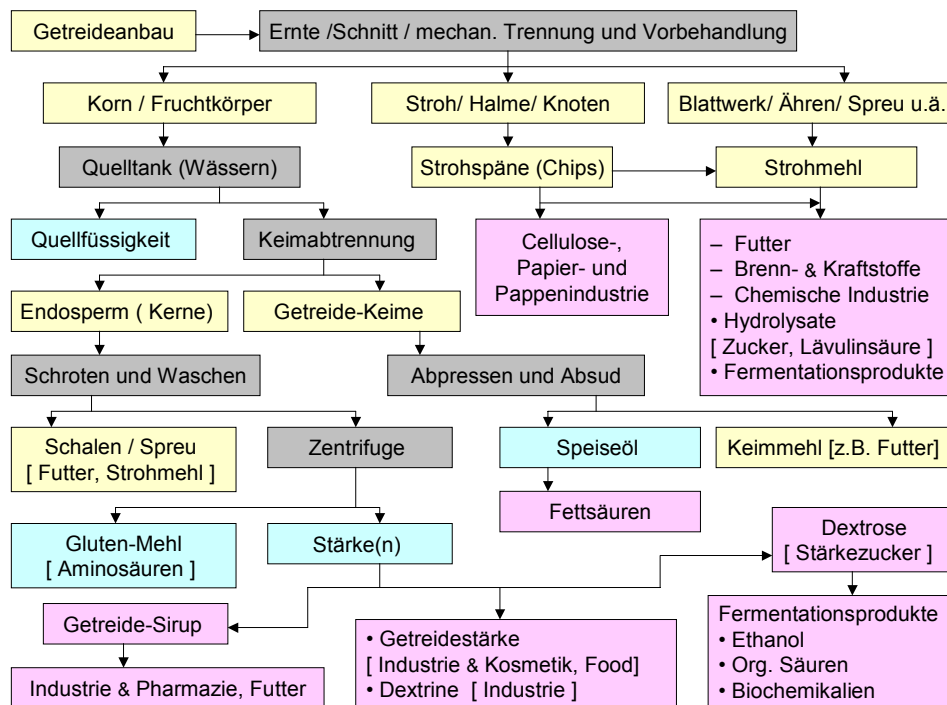 Getreideanbau
Ernte /Schnitt / mechan. Trennung und Vorbehandlung
Korn / Fruchtkörper
Stroh/ Halme/ Knoten
Blattwerk/ Ähren/ Spreu u.ä.
Quelltank (Wässern)
Strohspäne (Chips)
Strohmehl
Quellfüssigkeit
Keimabtrennung
Cellulose-,
Papier- und
Pappenindustrie
– Futter
– Brenn- & Kraftstoffe
– Chemische Industrie
• Hydrolysate
[ Zucker, Lävulinsäure ]
• Fermentationsprodukte
Endosperm ( Kerne)
Getreide-Keime
Schroten und Waschen
Abpressen und Absud
Schalen / Spreu
[ Futter, Strohmehl ]
Zentrifuge
Speiseöl
Keimmehl [z.B. Futter]
Fettsäuren
Gluten-Mehl
[ Aminosäuren ]
Stärke(n)
Dextrose
[ Stärkezucker ]
Getreide-Sirup
• Getreidestärke
[ Industrie & Kosmetik, Food]
• Dextrine [ Industrie ]
Fermentationsprodukte
• Ethanol
• Org. Säuren
• Biochemikalien
Industrie & Pharmazie, Futter